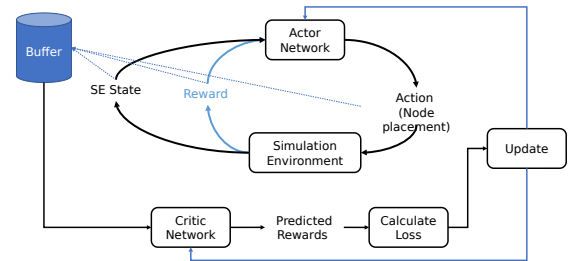 Buffer
Actor
Network
SE State
Reward
Action
(Node
placement)
Simulation
Environment
Update
Critic
Network
Predicted
Rewards
Calculate
Loss